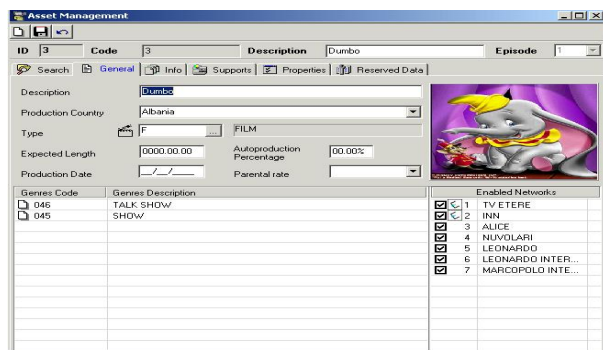 Asset Management
ID 3 Code 3 Description Dumbo Episode 1
Search General Info Supports Properties Reserved Data
Description Dumbo
Production Country Albania
Type F ... FILM
Expected Length 0000.00.00 Autoproduction Percentage 00.00%
Production Date __/__/__ Parental rate
Genres Code Genres Description Enabled Networks
046 TALK SHOW 1 TV ETERE
045 SHOW 2 INN
3 ALICE
4 NUVOLARI
5 LEONARDO
6 LEONARDO INTER...
7 MARCOPOLO INTE...